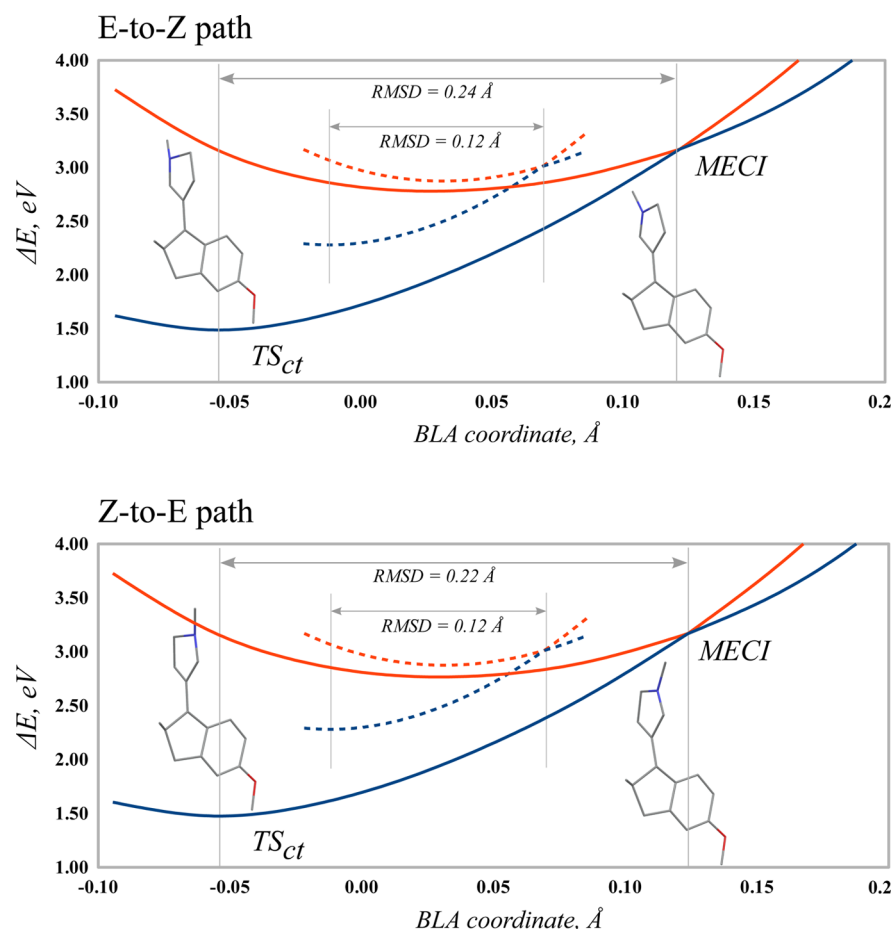 E-to-Z path
4.00
RMSD = 0.24 Å
3.50
RMSD = 0.12 Å
3.00
MECI
ΔE, eV
2.50
2.00
1.50
TSct
1.00
-0.10 -0.05 0.00 0.05 0.10 0.15 0.2
BLA coordinate, Å
Z-to-E path
4.00
RMSD = 0.22 Å
3.50
RMSD = 0.12 Å
3.00
MECI
ΔE, eV
2.50
2.00
1.50
TSct
1.00
-0.10 -0.05 0.00 0.05 0.10 0.15 0.2
BLA coordinate, Å